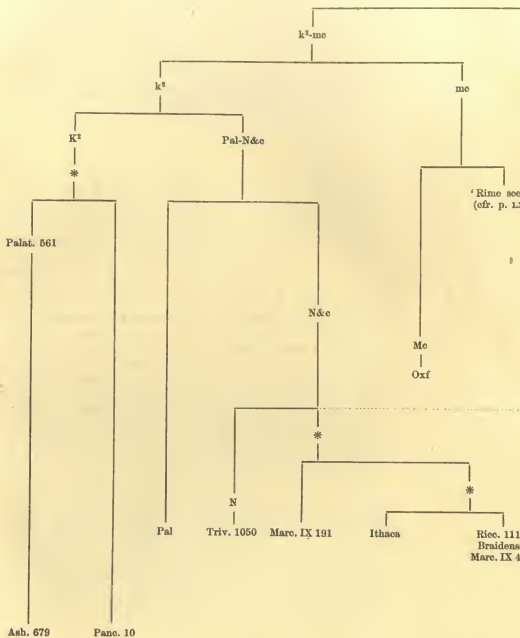 k²-mc
k²
mc
K²
Pal-N&c
*
'Rime sce
(cfr. p. LX
Palat. 561
N&c
Mc
Oxf
*
*
N
Pal
Triv. 1050
Marc. IX 191
Ithaca
Ricc. 111
Braidens
Marc. IX 4
Ash. 679
Panc. 10